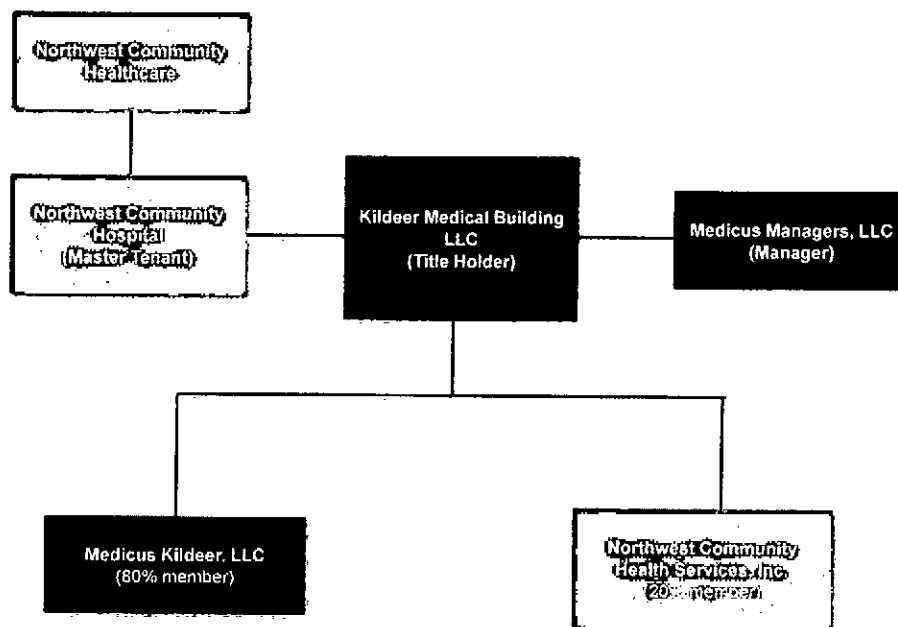 Northwest Community
Healthcare
Northwest Community
Hospital
(Master Tenant)
Kildeer Medical Building
LLC
(Title Holder)
Medicus Managers, LLC
(Manager)
Medicus Kildeer, LLC
(80% member)
Northwest Community
Health Services, Inc.
(20% member)